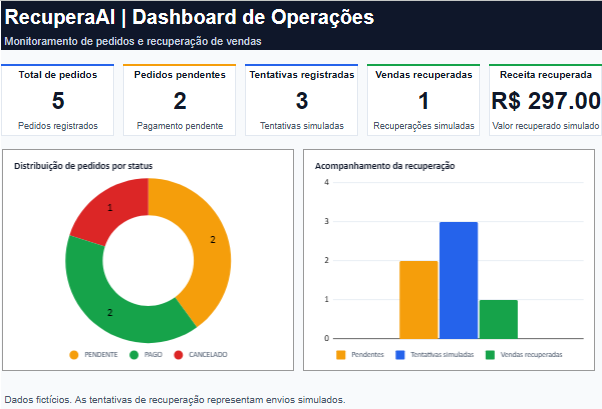 RecuperaAI | Dashboard de Operações
Monitoramento de pedidos e recuperação de vendas
Total de pedidos
5
Pedidos registrados
Pedidos pendentes
2
Pagamento pendente
Tentativas registradas
3
Tentativas simuladas
Vendas recuperadas
1
Recuperações simuladas
Receita recuperada
R$ 297.00
Valor recuperado simulado
Distribuição de pedidos por status
1
2
2
PENDENTE PAGO CANCELADO
Acompanhamento da recuperação
4
3
2
1
0
Pendentes Tentativas simuladas Vendas recuperadas
Dados fictícios. As tentativas de recuperação representam envios simulados.